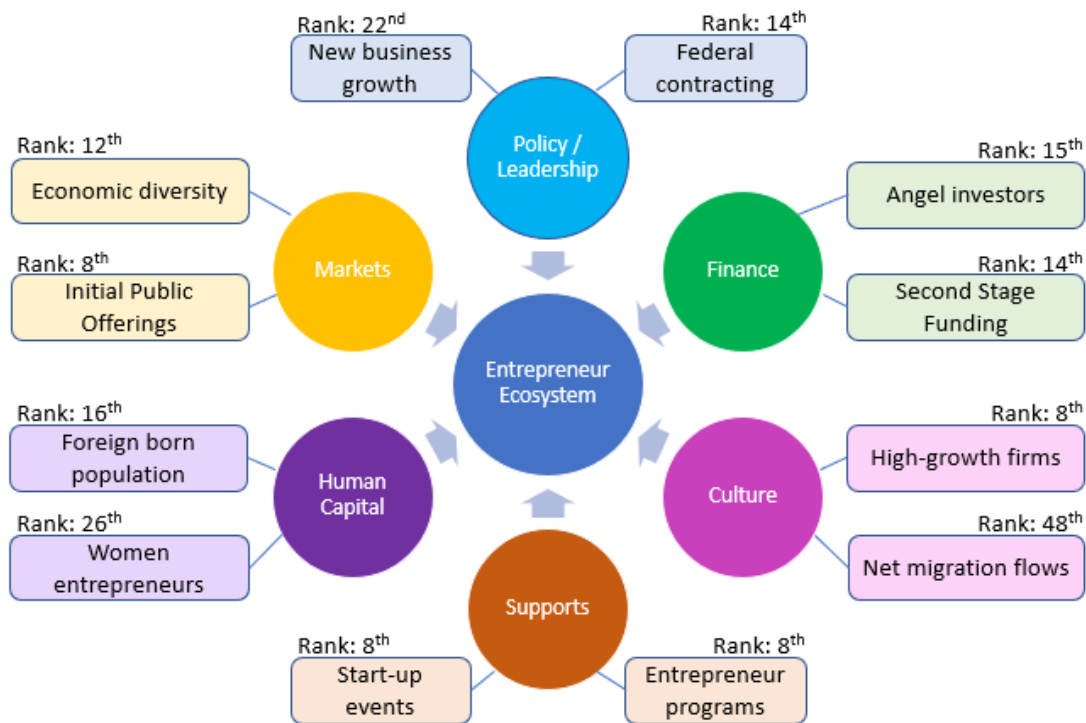 Rank: 22nd
New business
growth
Rank: 14th
Federal
contracting
Policy /
Leadership
Rank: 12th
Economic diversity
Rank: 8th
Initial Public
Offerings
Markets
Rank: 15th
Angel investors
Rank: 14th
Second Stage
Funding
Finance
Entrepreneur
Ecosystem
Rank: 16th
Foreign born
population
Rank: 26th
Women
entrepreneurs
Human
Capital
Rank: 8th
High-growth firms
Rank: 48th
Net migration flows
Culture
Supports
Rank: 8th
Start-up
events
Rank: 8th
Entrepreneur
programs